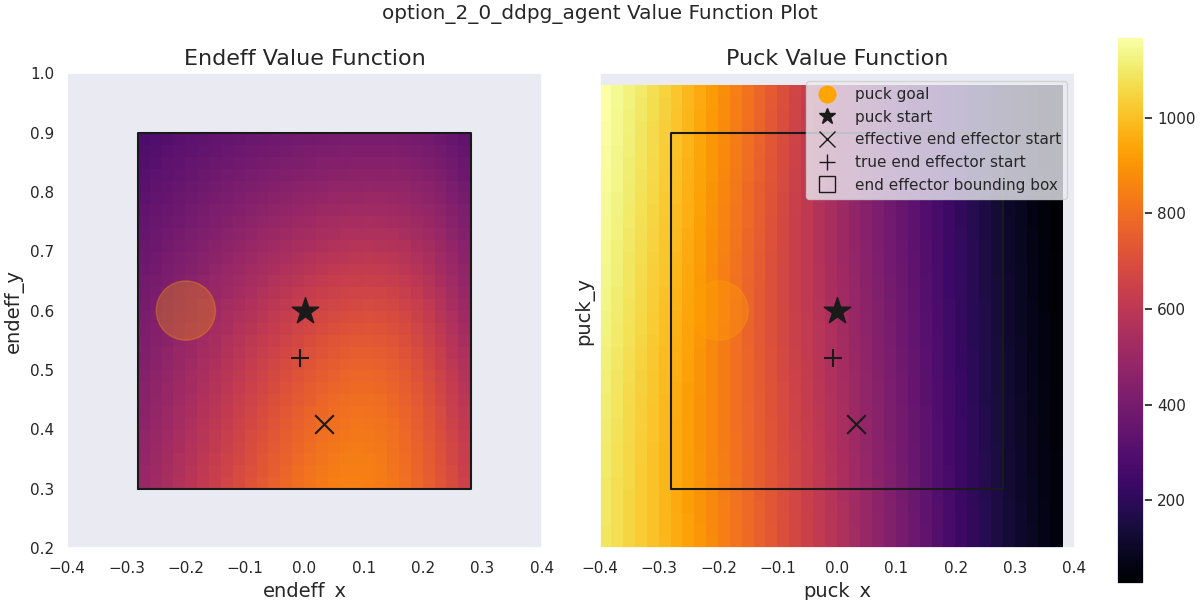 option_2_0_ddpg_agent Value Function Plot
Endeff Value Function
1.0
0.9
0.8
0.7
0.6
0.5
0.4
0.3
0.2
endeff_y
−0.4 −0.3 −0.2 −0.1 0.0 0.1 0.2 0.3 0.4
endeff_x
Puck Value Function
puck goal
puck start
effective end effector start
true end effector start
end effector bounding box
puck_y
−0.4 −0.3 −0.2 −0.1 0.0 0.1 0.2 0.3 0.4
puck_x
1000
800
600
400
200